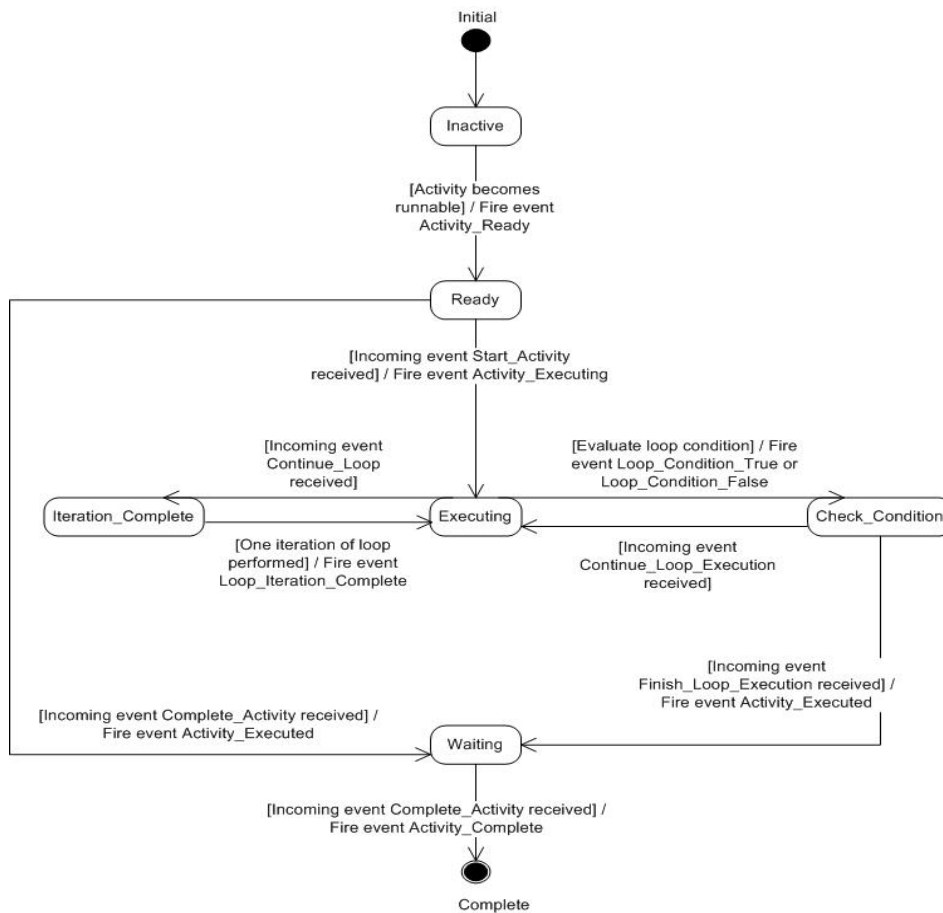 Initial
Inactive
[Activity becomes
runnable] / Fire event
Activity_Ready
Ready
[Incoming event Start_Activity
received] / Fire event Activity_Executing
[Incoming event
Continue_Loop
received]
[Evaluate loop condition] / Fire
event Loop_Condition_True or
Loop_Condition_False
Iteration_Complete
Executing
Check_Condition
[One iteration of loop
performed] / Fire event
Loop_Iteration_Complete
[Incoming event
Continue_Loop_Execution
received]
[Incoming event
Finish_Loop_Execution received] /
Fire event Activity_Executed
[Incoming event Complete_Activity received] /
Fire event Activity_Executed
Waiting
[Incoming event Complete_Activity received] /
Fire event Activity_Complete
Complete